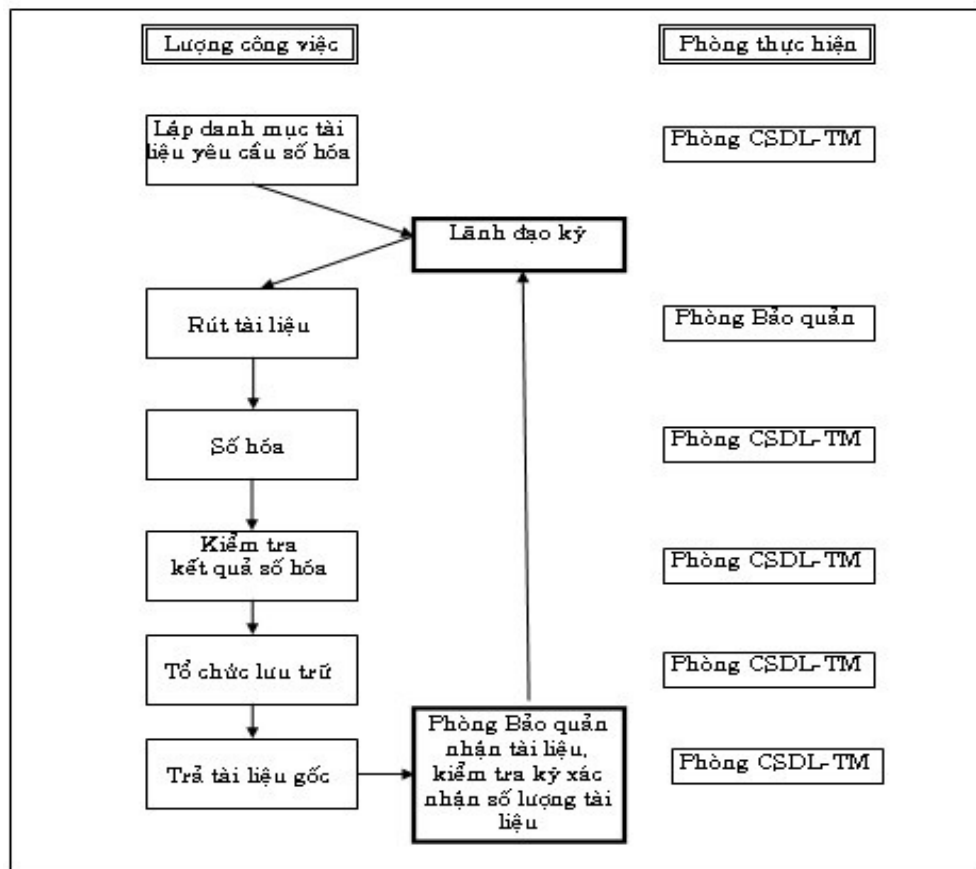 Lượng công việc
Phòng thực hiện
Lập danh mục tài
liệu yêu cầu số hóa
Phòng CSDL-TM
Lãnh đạo ký
Rút tài liệu
Phòng Bảo quản
Số hóa
Phòng CSDL-TM
Kiểm tra
kết quả số hóa
Phòng CSDL-TM
Tổ chức lưu trữ
Phòng CSDL-TM
Trả tài liệu gốc
Phòng Bảo quản
nhận tài liệu,
kiểm tra ký xác
nhận số lượng tài
liệu
Phòng CSDL-TM